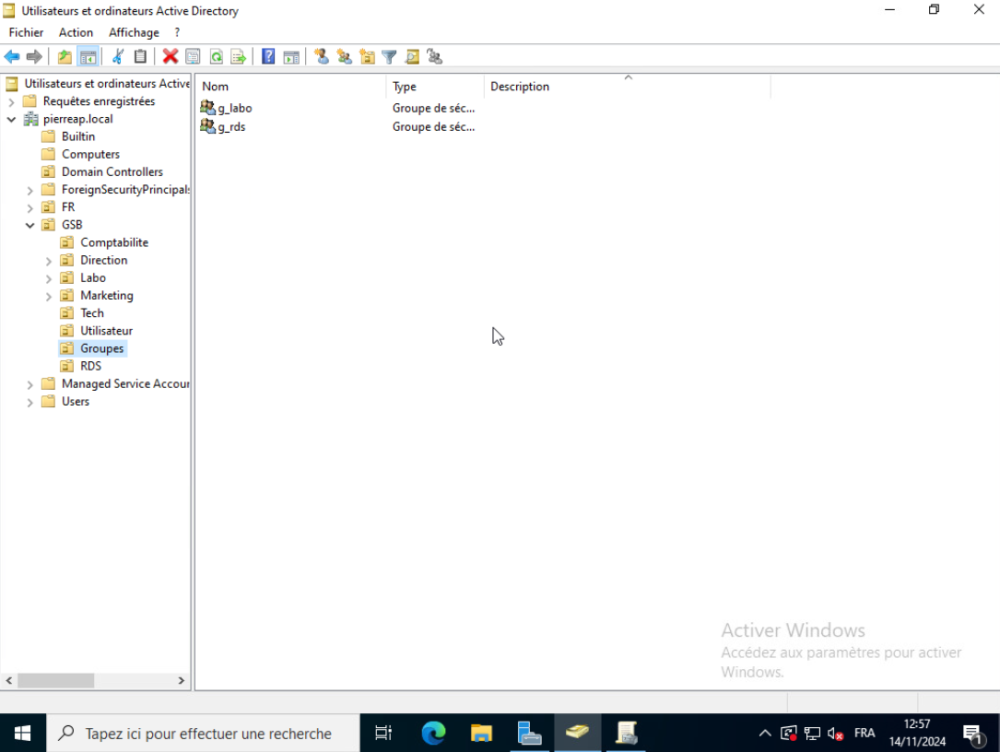 Utilisateurs et ordinateurs Active Directory
Fichier Action Affichage ?
Utilisateurs et ordinateurs Active
Requêtes enregistrées
pierreap.local
Builtin
Computers
Domain Controllers
ForeignSecurityPrincipals
FR
GSB
Comptabilite
Direction
Labo
Marketing
Tech
Utilisateur
Groupes
RDS
Managed Service Accour
Users
Nom Type Description
g_labo Groupe de séc...
g_rds Groupe de séc...
Activer Windows
Accédez aux paramètres pour activer
Windows.
Tapez ici pour effectuer une recherche
FRA
12:57
14/11/2024
1